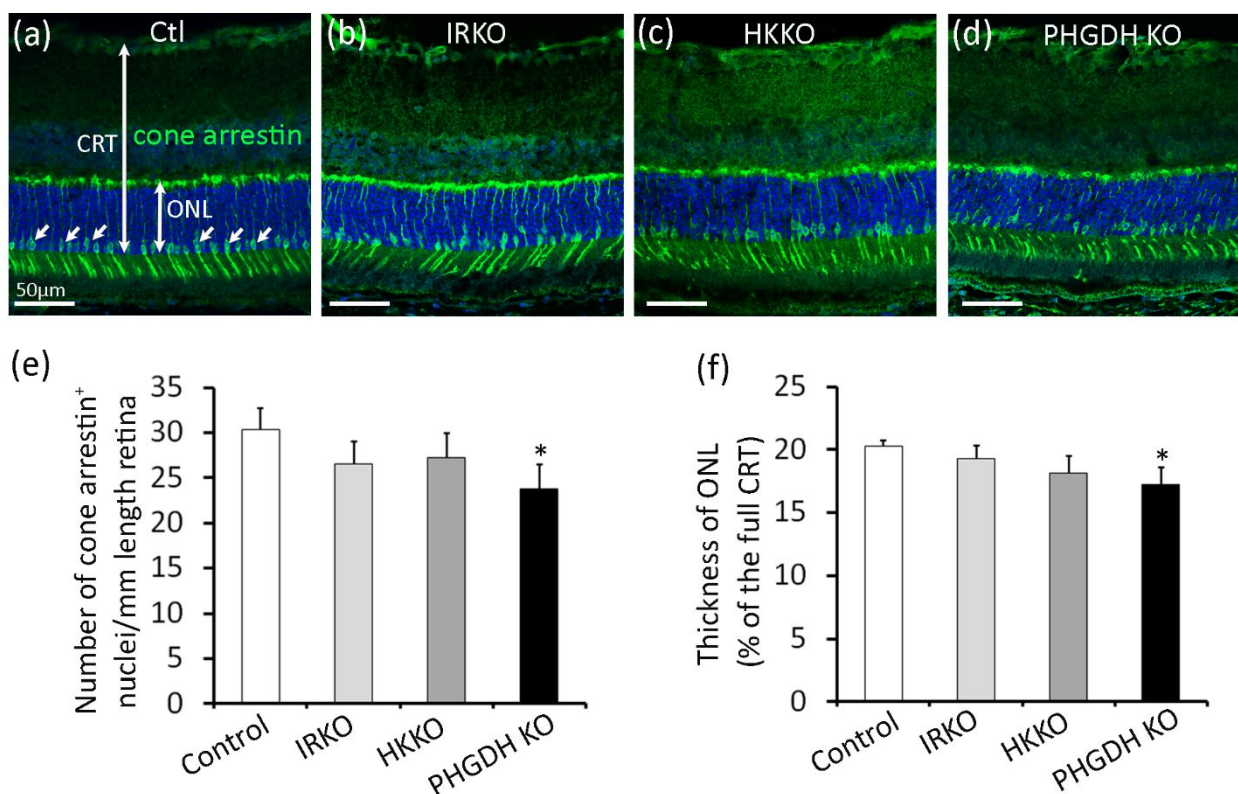 (a) Ctl
(b) IRKO
(c) HKKO
(d) PHGDH KO
CRT
cone arrestin
ONL
50µm
(e)
Number of cone arrestin⁺
nuclei/mm length retina
35
30
25
20
15
10
5
0
*
Control
IRKO
HKKO
PHGDH KO
(f)
Thickness of ONL
(% of the full CRT)
25
20
15
10
5
0
*
Control
IRKO
HKKO
PHGDH KO